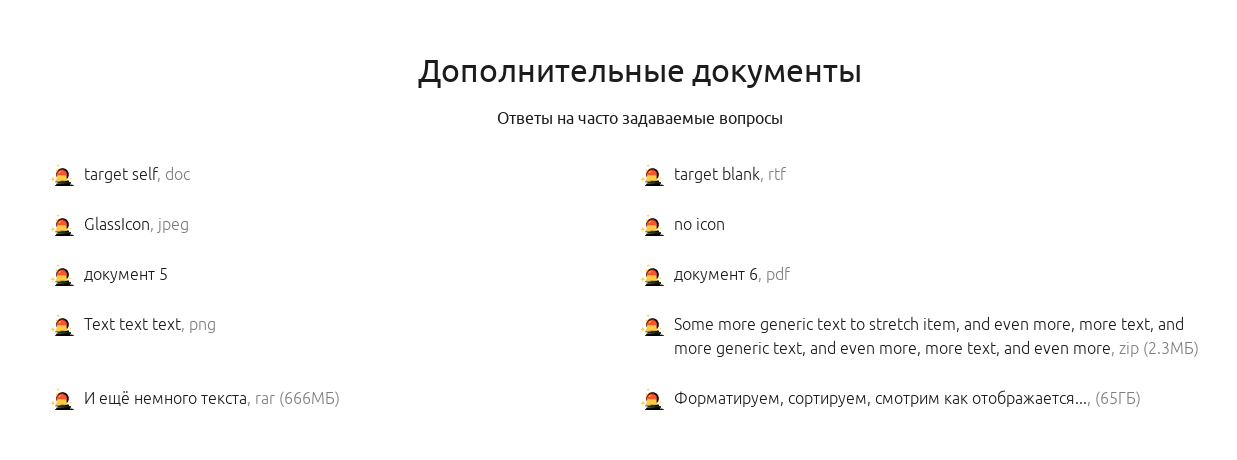 Дополнительные документы
Ответы на часто задаваемые вопросы
target self, doc
target blank, rtf
GlassIcon, jpeg
no icon
документ 5
документ 6, pdf
Text text text, png
Some more generic text to stretch item, and even more, more text, and
more generic text, and even more, more text, and even more, zip (2.3МБ)
И ещё немного текста, rar (666МБ)
Форматируем, сортируем, смотрим как отображается..., (65ГБ)